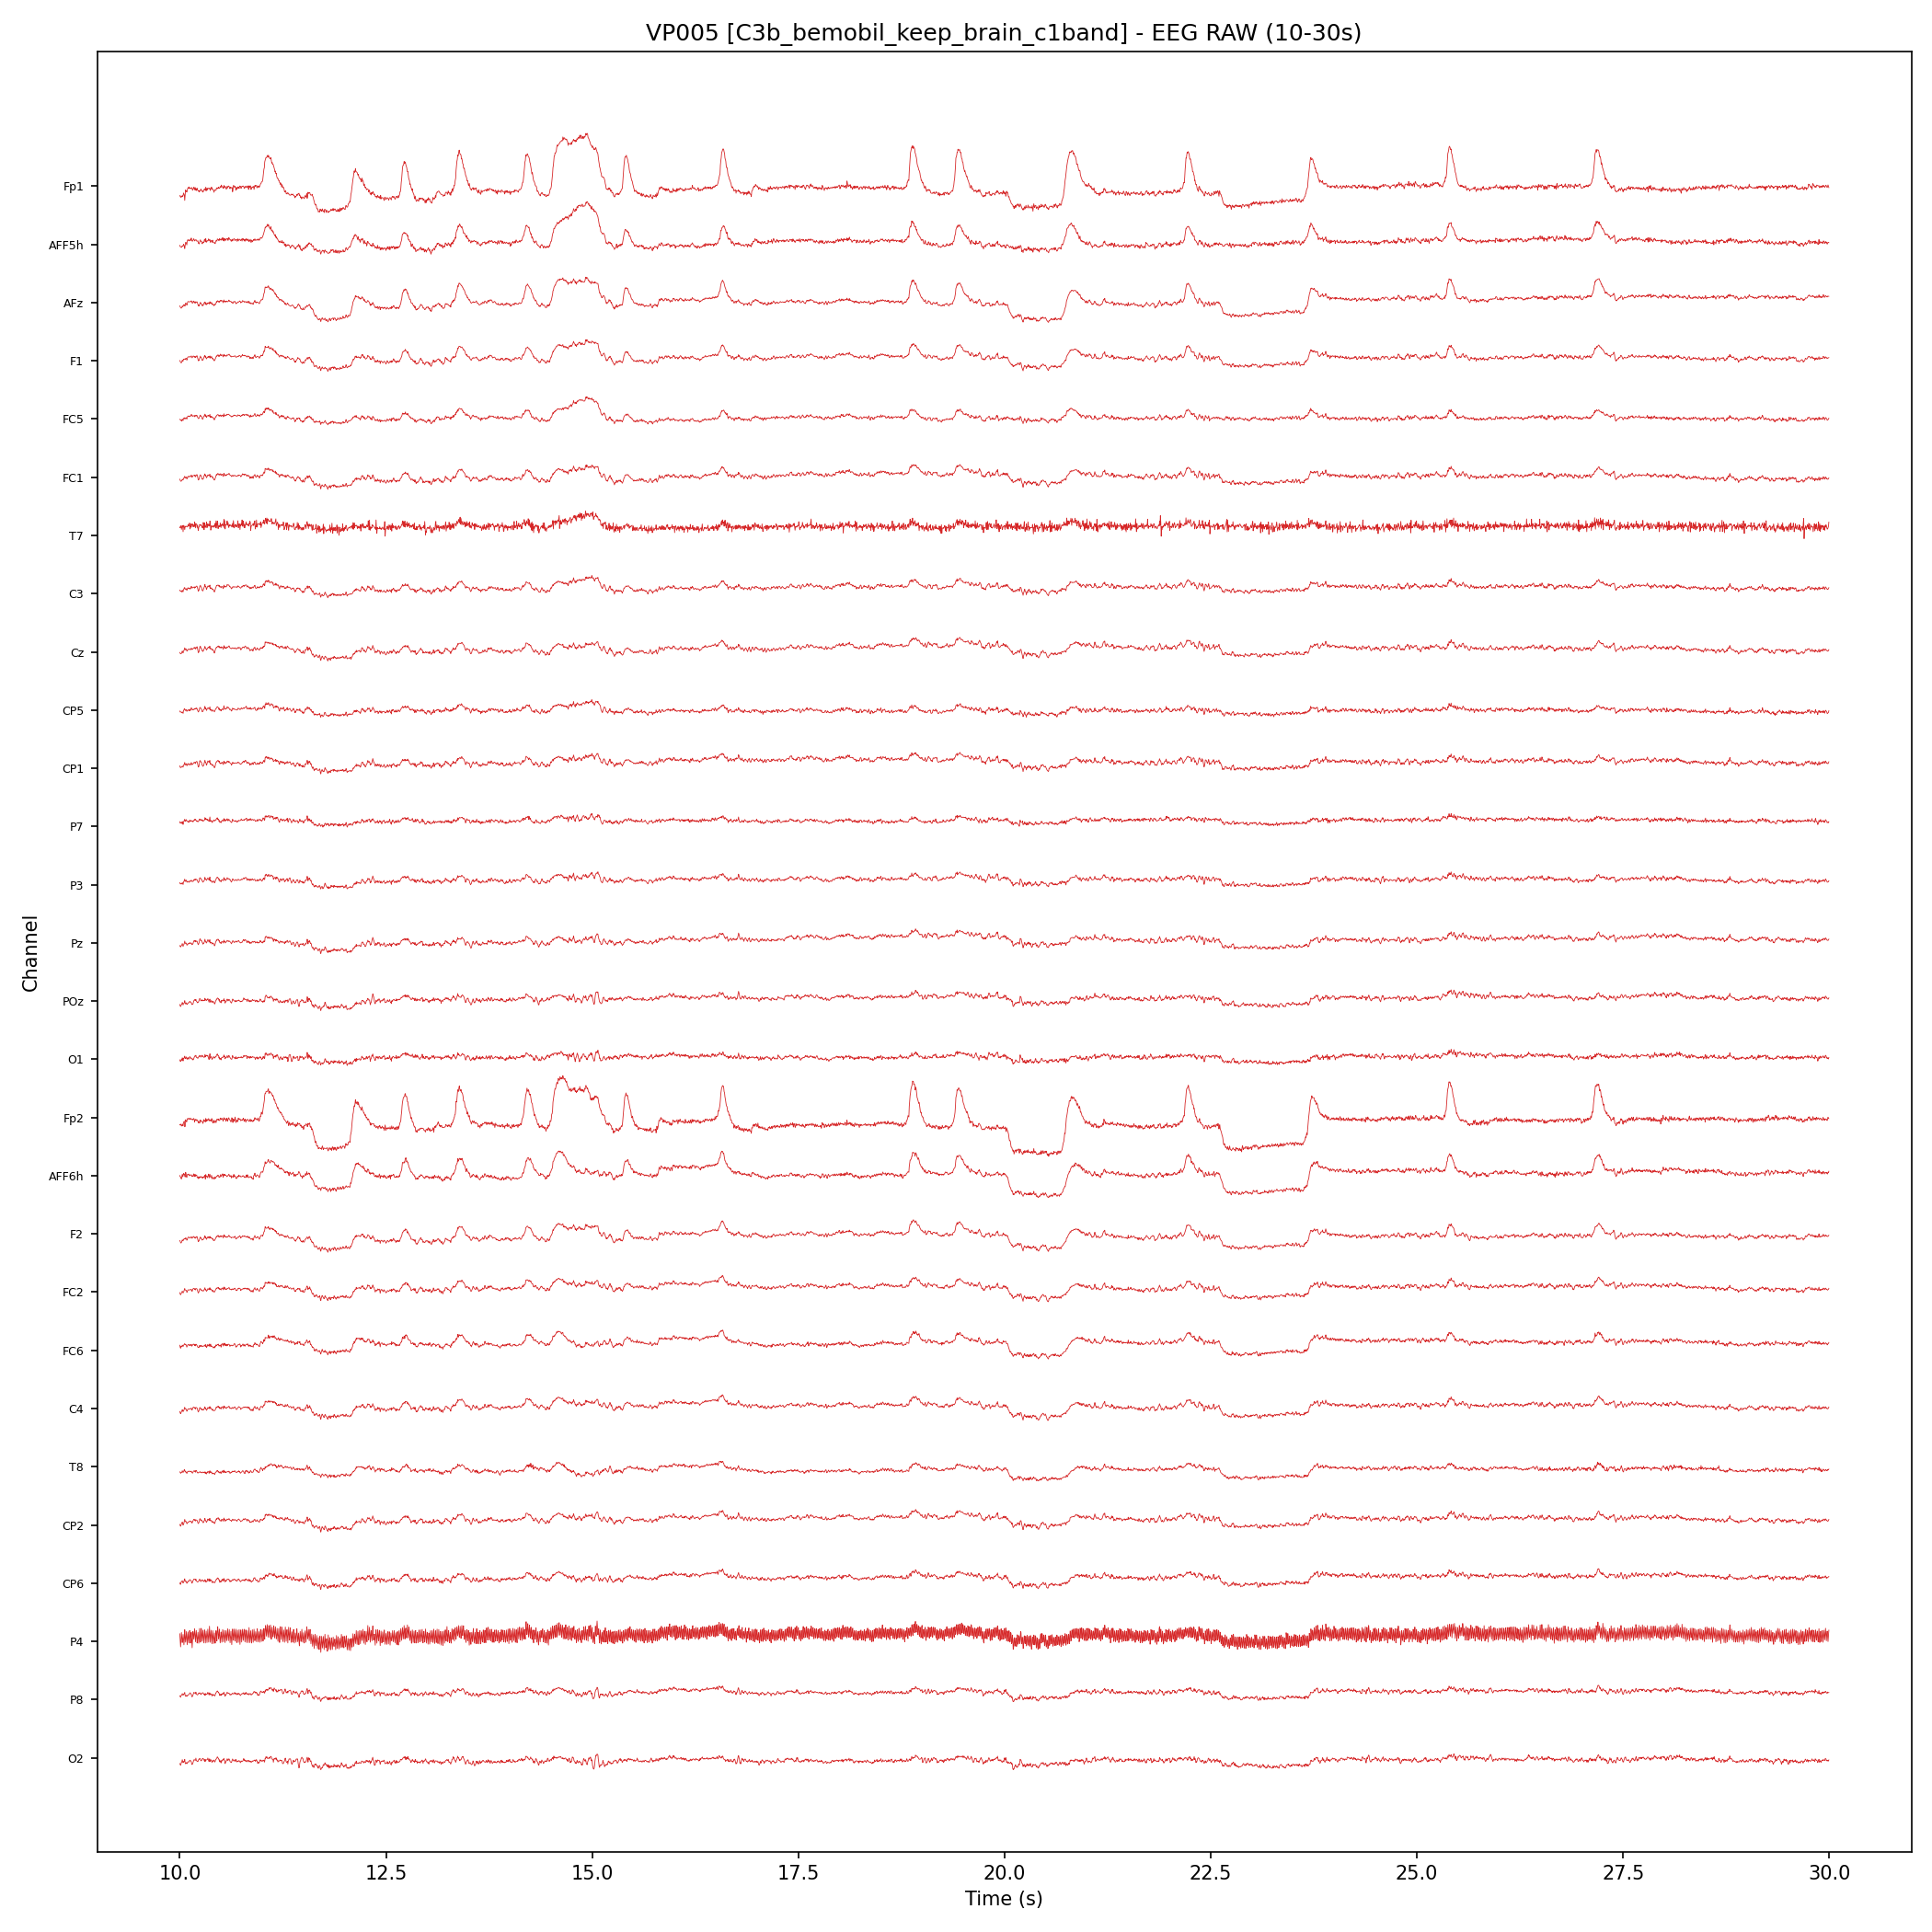 VP005 [C3b_bemobil_keep_brain_c1band] - EEG RAW (10-30s)
Fp1
AFF5h
AFz
F1
FC5
FC1
T7
C3
Cz
CP5
CP1
P7
P3
Pz
POz
O1
Fp2
AFF6h
F2
FC2
FC6
C4
T8
CP2
CP6
P4
P8
O2
Channel
10.0 12.5 15.0 17.5 20.0 22.5 25.0 27.5 30.0
Time (s)